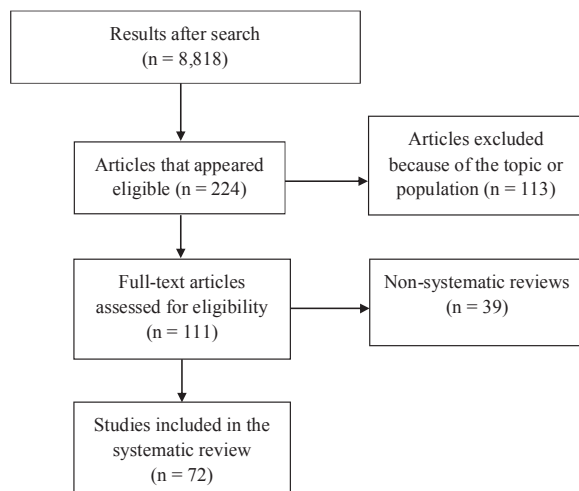 Results after search
(n = 8,818)
Articles that appeared
eligible (n = 224)
Articles excluded
because of the topic or
population (n = 113)
Full-text articles
assessed for eligibility
(n = 111)
Non-systematic reviews
(n = 39)
Studies included in the
systematic review
(n = 72)